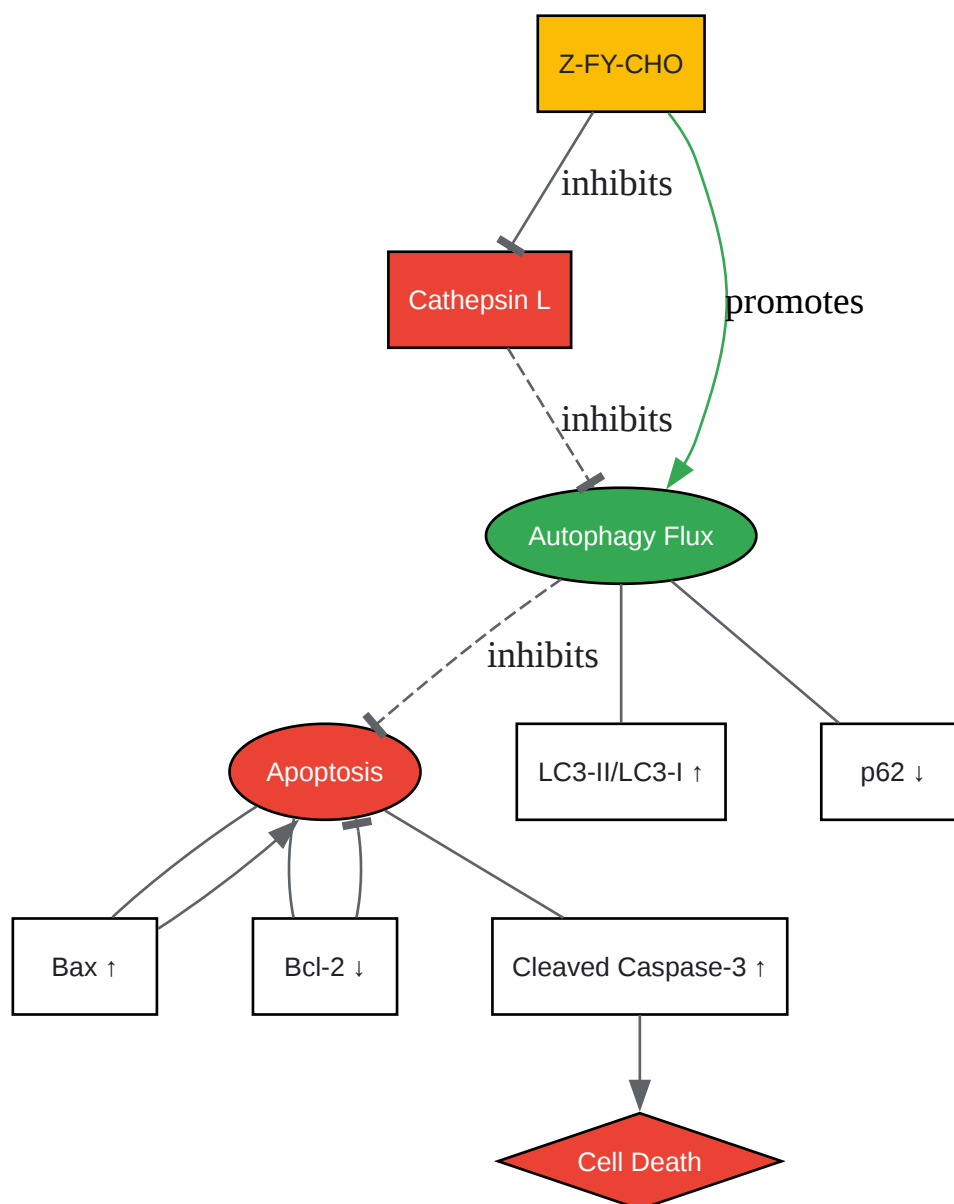 Z-FY-CHO
inhibits
Cathepsin L
promotes
inhibits
Autophagy Flux
inhibits
Apoptosis
LC3-II/LC3-I ↑
p62 ↓
Bax ↑
Bcl-2 ↓
Cleaved Caspase-3 ↑
Cell Death